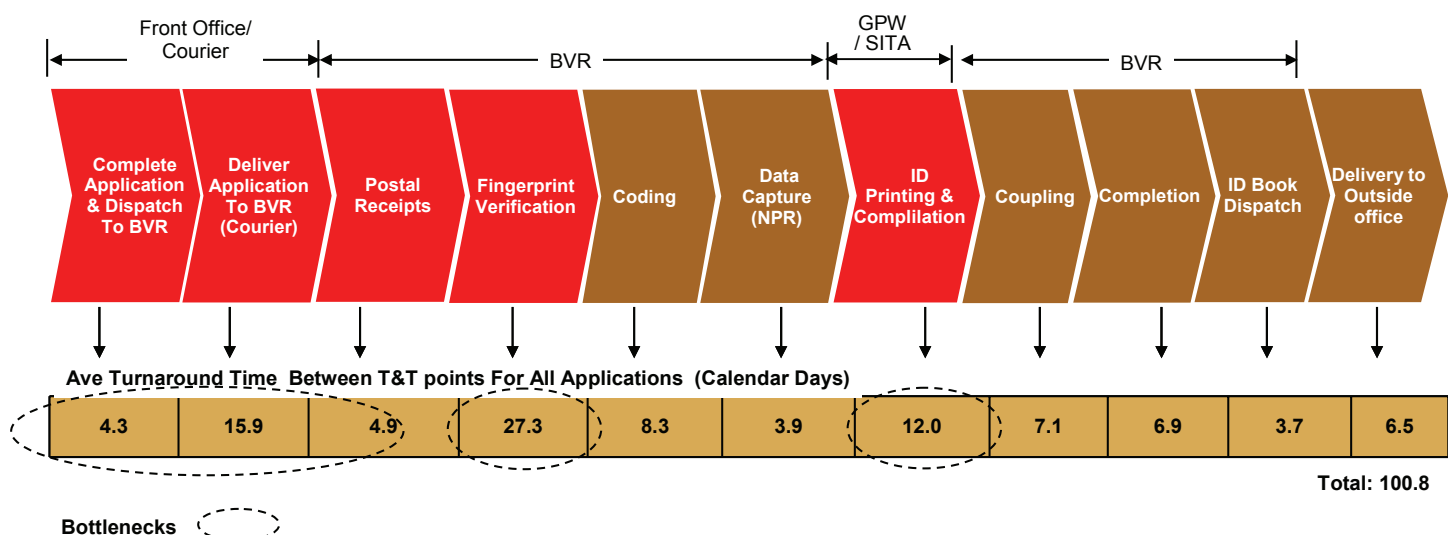 Front Office/
Courier
BVR
GPW
/ SITA
BVR
Complete
Application
& Dispatch
To BVR
Deliver
Application
To BVR
(Courier)
Postal
Receipts
Fingerprint
Verification
Coding
Data
Capture
(NPR)
ID
Printing &
Complilation
Coupling
Completion
ID Book
Dispatch
Delivery to
Outside
office
Ave Turnaround Time Between T&T points For All Applications (Calendar Days)
4.3 15.9 4.9 27.3 8.3 3.9 12.0 7.1 6.9 3.7 6.5
Total: 100.8
Bottlenecks